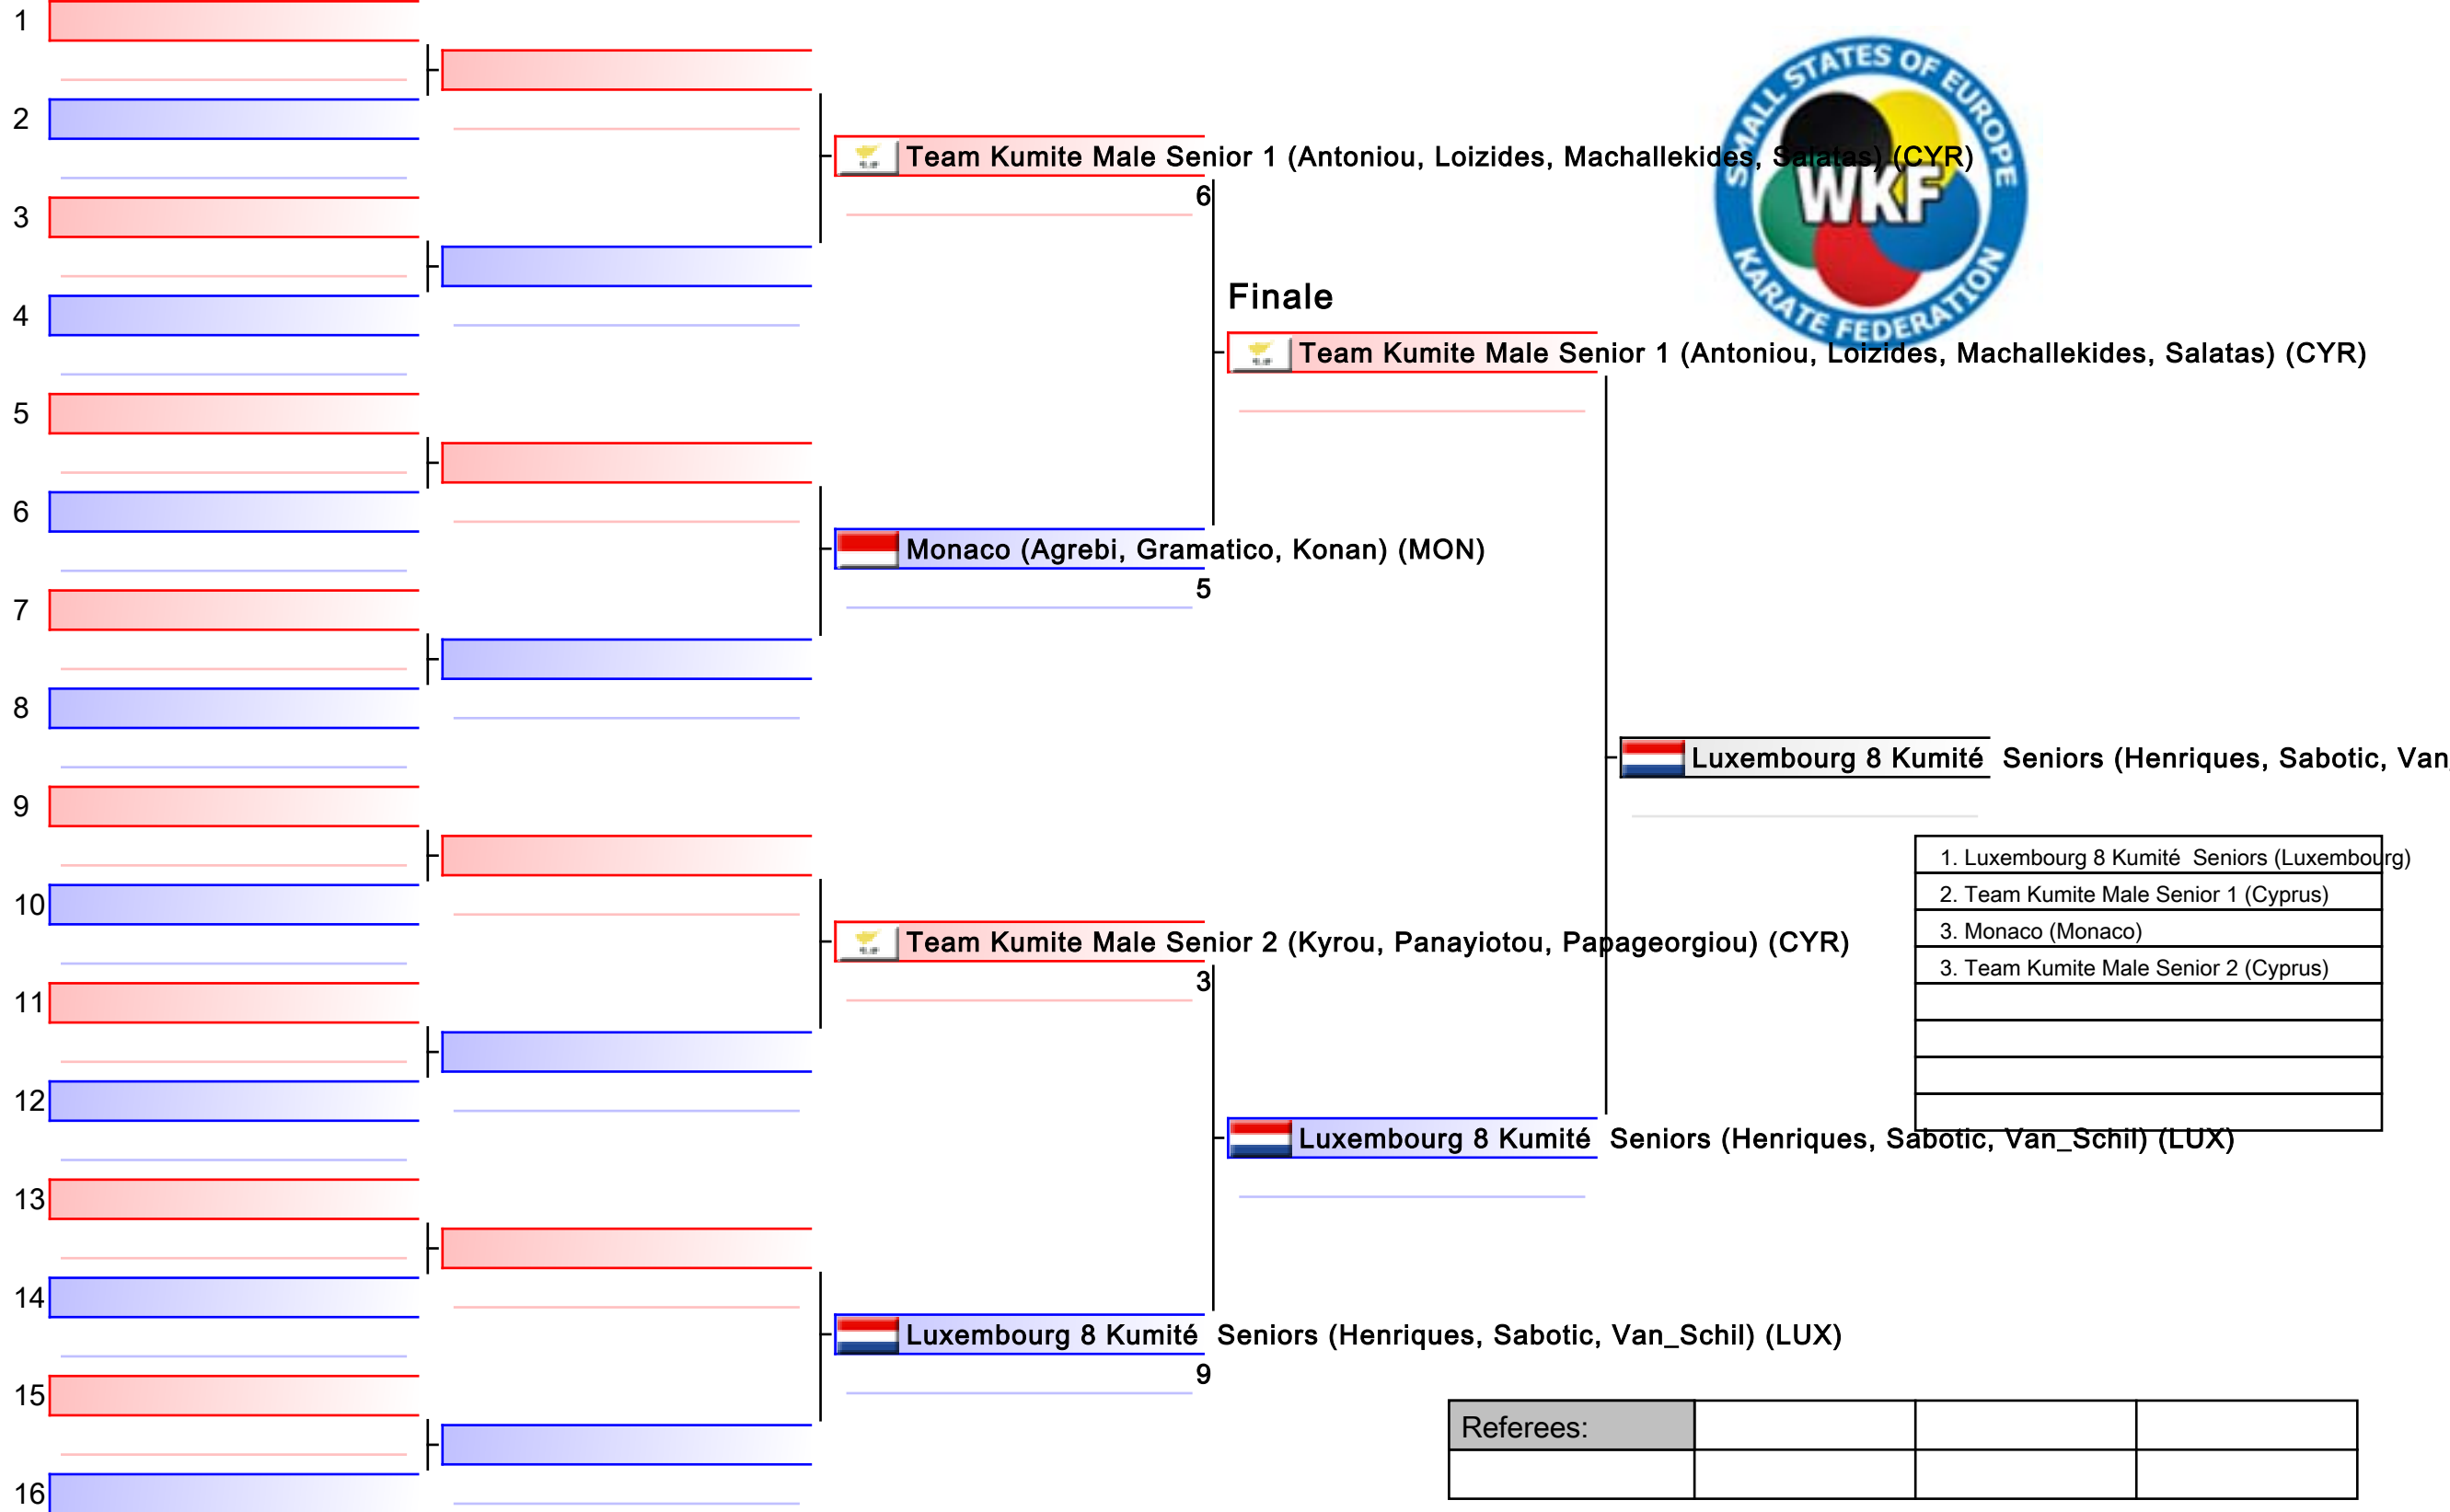 1
2
3
4
5
6
7
8
9
10
11
12
13
14
15
16
Team Kumite Male Senior 1 (Antoniou, Loizides, Machallekides, Salatas) (CYR)
6
Monaco (Agrebi, Gramatico, Konan) (MON)
5
Team Kumite Male Senior 2 (Kyrou, Panayiotou, Papageorgiou) (CYR)
3
Luxembourg 8 Kumité  Seniors (Henriques, Sabotic, Van_Schil) (LUX)
9
Finale
Team Kumite Male Senior 1 (Antoniou, Loizides, Machallekides, Salatas) (CYR)
Luxembourg 8 Kumité  Seniors (Henriques, Sabotic, Van_Schil) (LUX)
SMALL STATES OF EUROPE
WKF
KARATE FEDERATION
Luxembourg 8 Kumité  Seniors (Henriques, Sabotic, Van
1. Luxembourg 8 Kumité  Seniors (Luxembourg)
2. Team Kumite Male Senior 1 (Cyprus)
3. Monaco (Monaco)
3. Team Kumite Male Senior 2 (Cyprus)
Referees: